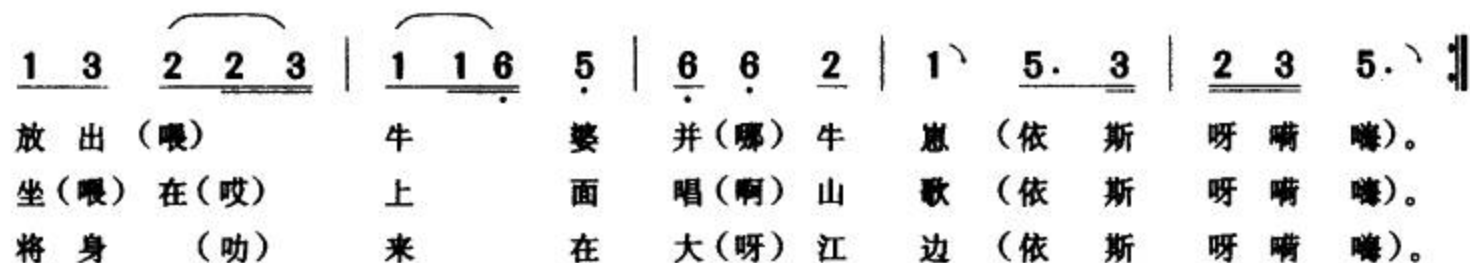 1 3 2 2 3 | 1 1 6 5 | 6 6 2 | 1 5. 3 | 2 3 5. :‖
放出(喂) 牛 婆 并(哪)牛 崽 (依 斯 呀 嗬 嗨)。
坐(喂)在(哎) 上 面 唱(啊)山 歌 (依 斯 呀 嗬 嗨)。
将身 (叻) 来 在 大(呀)江 边 (依 斯 呀 嗬 嗨)。